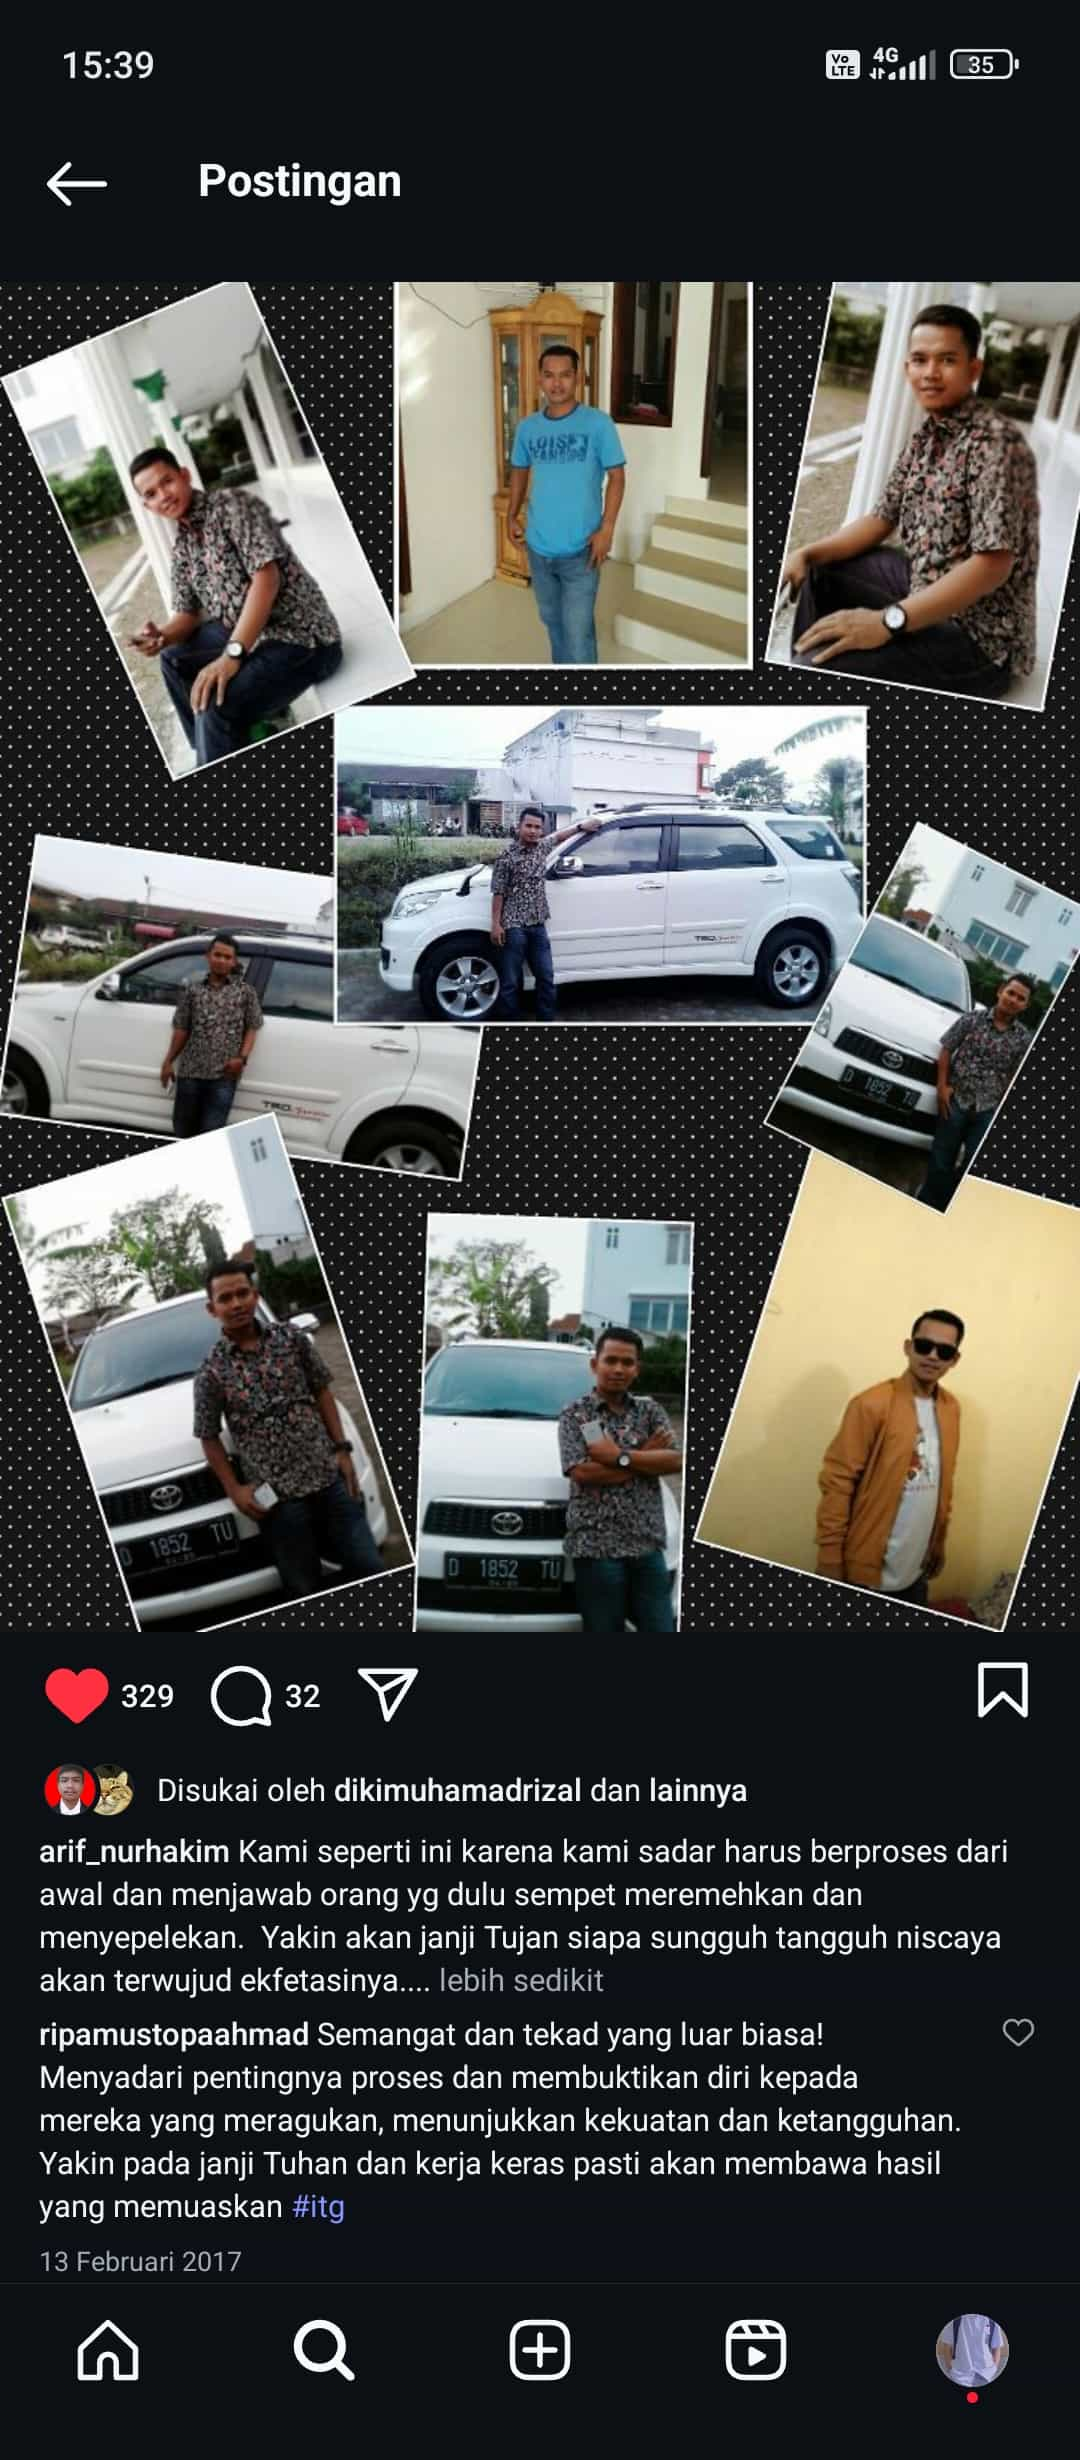 15:39
Vo LTE 4G 35
Postingan
LOIS
TRD
D 1852 TU
TRD
D 1852 TU
D 1852 TU
329 32
Disukai oleh dikimuhamadrizal dan lainnya
arif_nurhakim Kami seperti ini karena kami sadar harus berproses dari
awal dan menjawab orang yg dulu sempet meremehkan dan
menyepelekan.  Yakin akan janji Tujan siapa sungguh tangguh niscaya
akan terwujud ekfetasinya.... lebih sedikit
ripamustopaahmad Semangat dan tekad yang luar biasa!
Menyadari pentingnya proses dan membuktikan diri kepada
mereka yang meragukan, menunjukkan kekuatan dan ketangguhan.
Yakin pada janji Tuhan dan kerja keras pasti akan membawa hasil
yang memuaskan #itg
13 Februari 2017